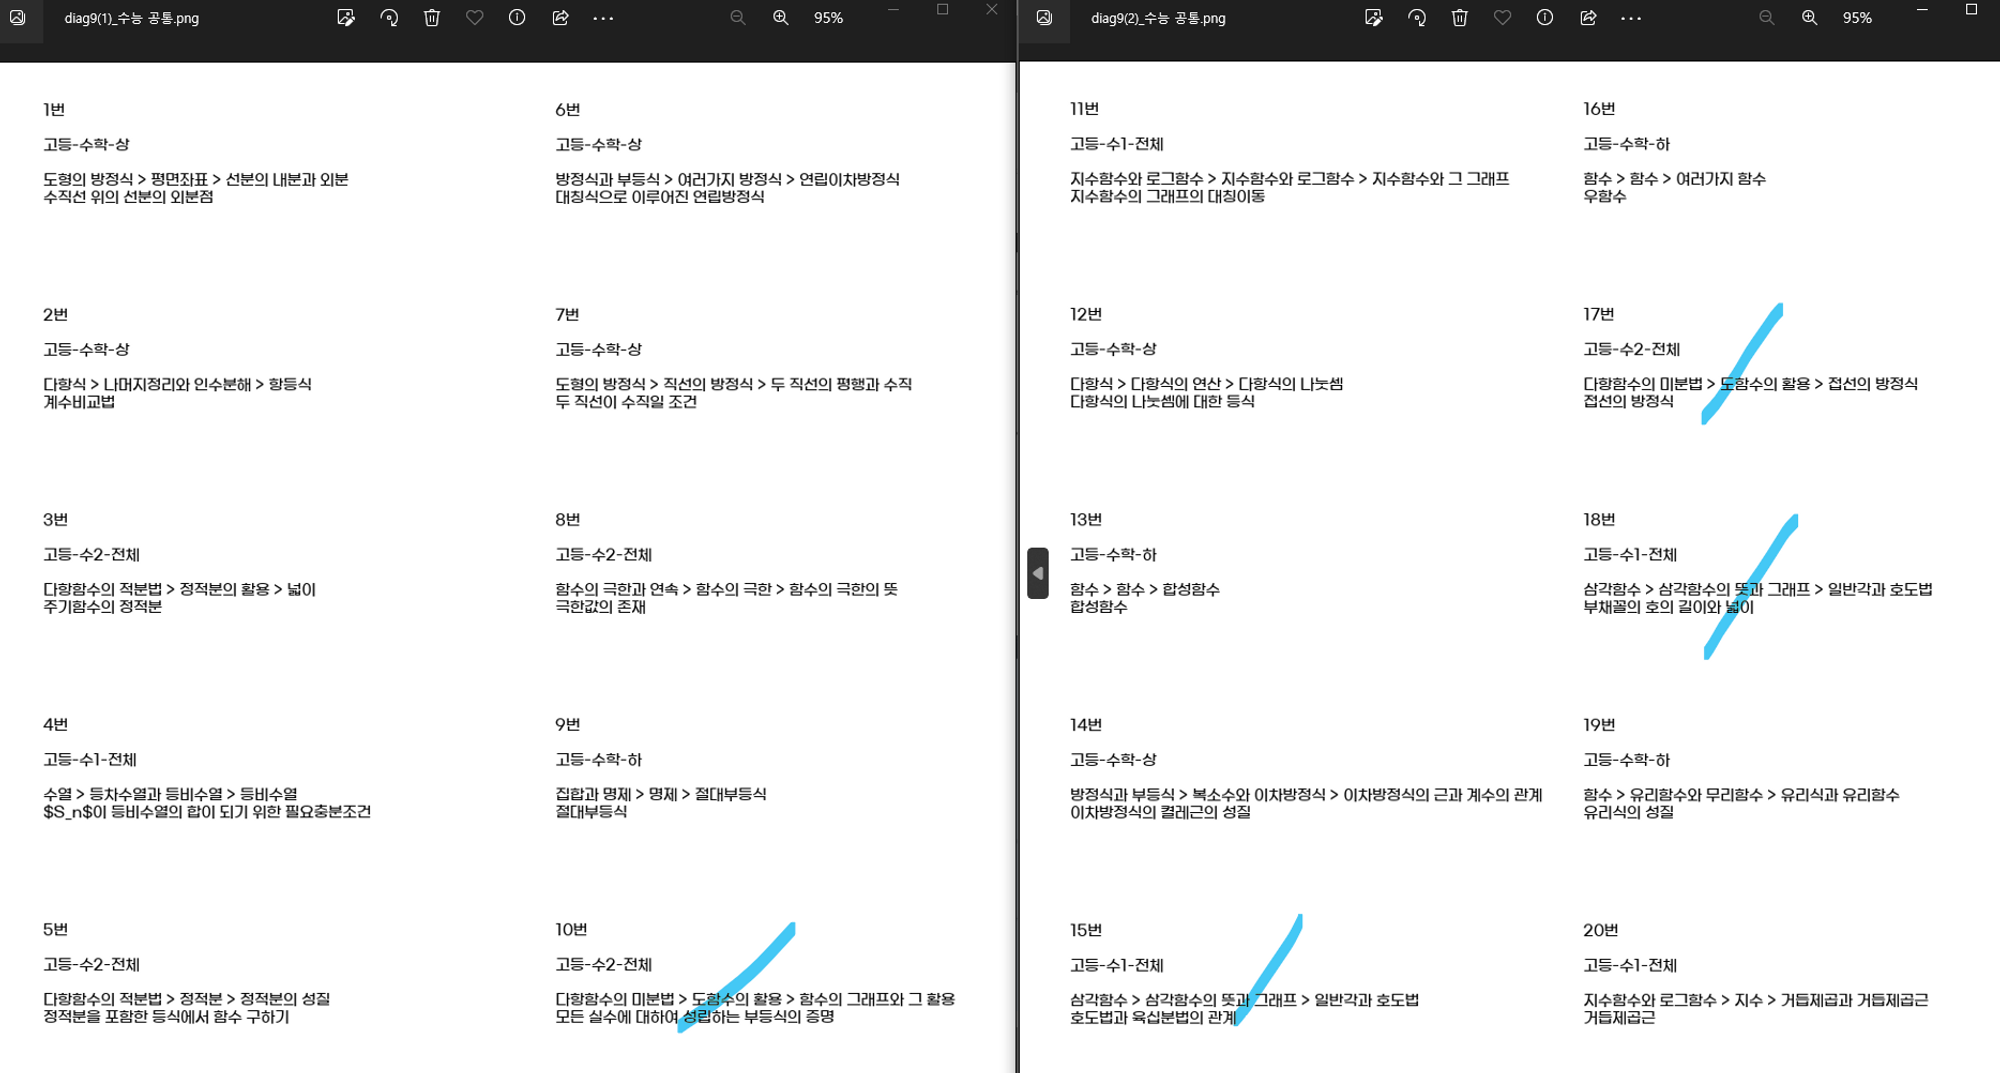 diag9(1)_수능 공통.png
95%
1번
고등-수학-상
도형의 방정식 > 평면좌표 > 선분의 내분과 외분
수직선 위의 선분의 외분점
2번
고등-수학-상
다항식 > 나머지정리와 인수분해 > 항등식
계수비교법
3번
고등-수2-전체
다항함수의 적분법 > 정적분의 활용 > 넓이
주기함수의 정적분
4번
고등-수1-전체
수열 > 등차수열과 등비수열 > 등비수열
$S_n$이 등비수열의 합이 되기 위한 필요충분조건
5번
고등-수2-전체
다항함수의 적분법 > 정적분 > 정적분의 성질
정적분을 포함한 등식에서 함수 구하기
6번
고등-수학-상
방정식과 부등식 > 여러가지 방정식 > 연립이차방정식
대칭식으로 이루어진 연립방정식
7번
고등-수학-상
도형의 방정식 > 직선의 방정식 > 두 직선의 평행과 수직
두 직선이 수직일 조건
8번
고등-수2-전체
함수의 극한과 연속 > 함수의 극한 > 함수의 극한의 뜻
극한값의 존재
9번
고등-수학-하
집합과 명제 > 명제 > 절대부등식
절대부등식
10번
고등-수2-전체
다항함수의 미분법 > 도함수의 활용 > 함수의 그래프와 그 활용
모든 실수에 대하여 성립하는 부등식의 증명
diag9(2)_수능 공통.png
95%
11번
고등-수1-전체
지수함수와 로그함수 > 지수함수와 로그함수 > 지수함수와 그 그래프
지수함수의 그래프의 대칭이동
12번
고등-수학-상
다항식 > 다항식의 연산 > 다항식의 나눗셈
다항식의 나눗셈에 대한 등식
13번
고등-수학-하
함수 > 함수 > 합성함수
합성함수
14번
고등-수학-상
방정식과 부등식 > 복소수와 이차방정식 > 이차방정식의 근과 계수의 관계
이차방정식의 켤레근의 성질
15번
고등-수1-전체
삼각함수 > 삼각함수의 뜻과 그래프 > 일반각과 호도법
호도법과 육십분법의 관계
16번
고등-수학-하
함수 > 함수 > 여러가지 함수
우함수
17번
고등-수2-전체
다항함수의 미분법 > 도함수의 활용 > 접선의 방정식
접선의 방정식
18번
고등-수1-전체
삼각함수 > 삼각함수의 뜻과 그래프 > 일반각과 호도법
부채꼴의 호의 길이와 넓이
19번
고등-수학-하
함수 > 유리함수와 무리함수 > 유리식과 유리함수
유리식의 성질
20번
고등-수1-전체
지수함수와 로그함수 > 지수 > 거듭제곱과 거듭제곱근
거듭제곱근